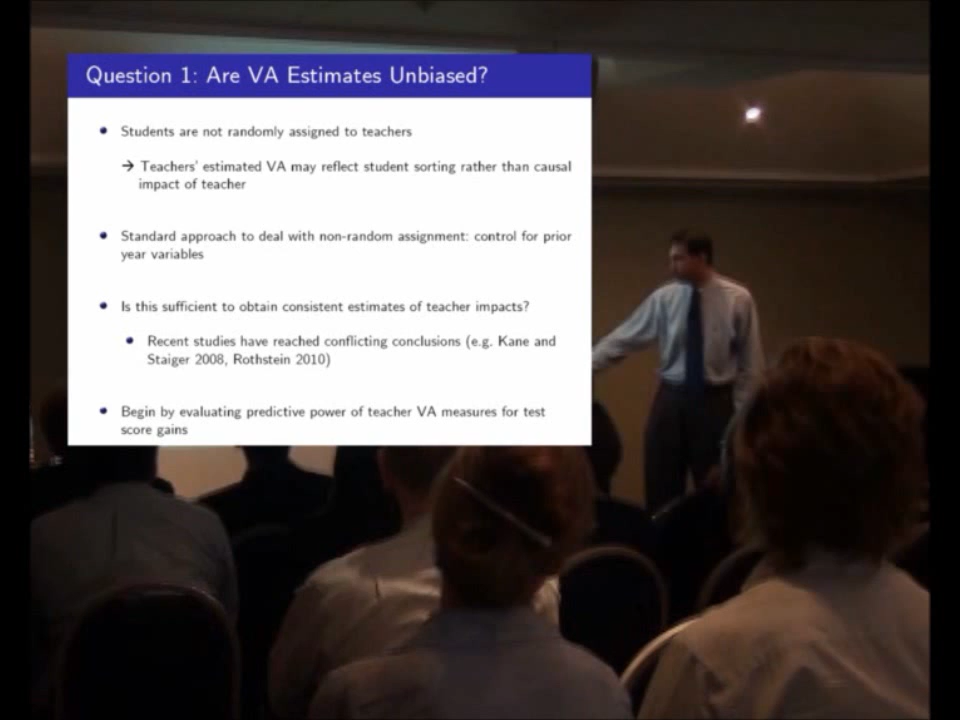 Question 1: Are VA Estimates Unbiased?
Students are not randomly assigned to teachers
→ Teachers' estimated VA may reflect student sorting rather than causal
impact of teacher
Standard approach to deal with non-random assignment: control for prior
year variables
Is this sufficient to obtain consistent estimates of teacher impacts?
Recent studies have reached conflicting conclusions (e.g. Kane and
Staiger 2008, Rothstein 2010)
Begin by evaluating predictive power of teacher VA measures for test
score gains